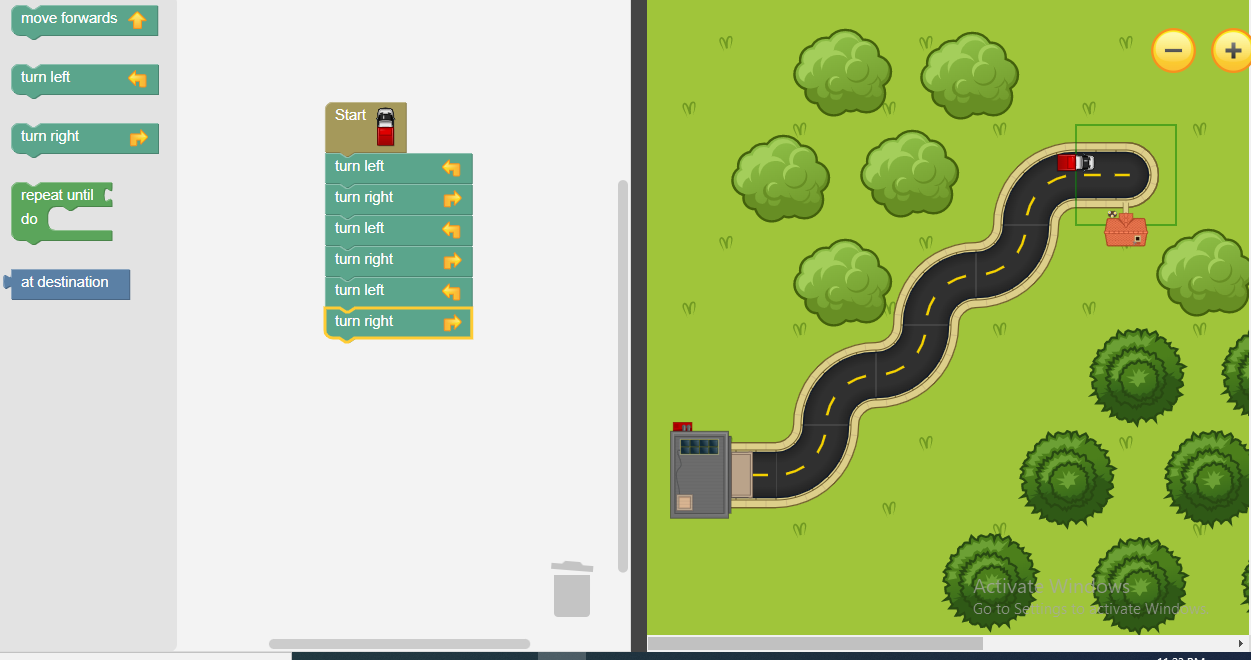 move forwards
turn left
turn right
repeat until
do
at destination
Start
turn left
turn right
turn left
turn right
turn left
turn right
Activate Windows
Go to Settings to activate Windows.